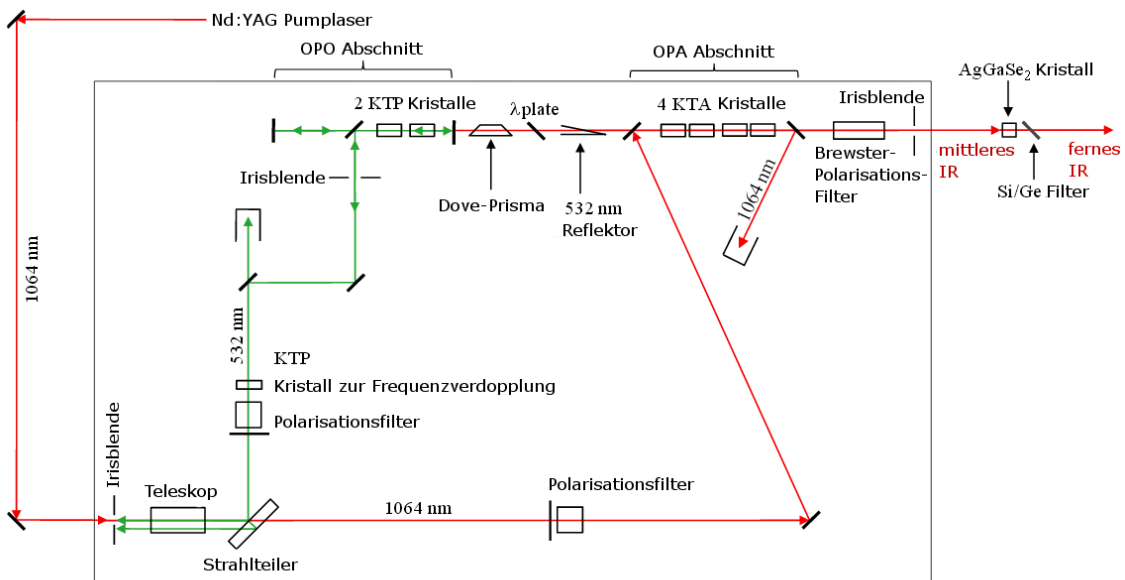 Nd:YAG Pumplaser
OPO Abschnitt
OPA Abschnitt
AgGaSe₂ Kristall
2 KTP Kristalle
λplate
4 KTA Kristalle
Irisblende
Irisblende
Dove-Prisma
532 nm
Reflektor
1064 nm
Brewster-
Polarisations-
Filter
mittleres
IR
fernes
IR
Si/Ge Filter
1064 nm
532 nm
KTP
Kristall zur Frequenzverdopplung
Polarisationsfilter
Irisblende
Teleskop
Strahlteiler
1064 nm
Polarisationsfilter